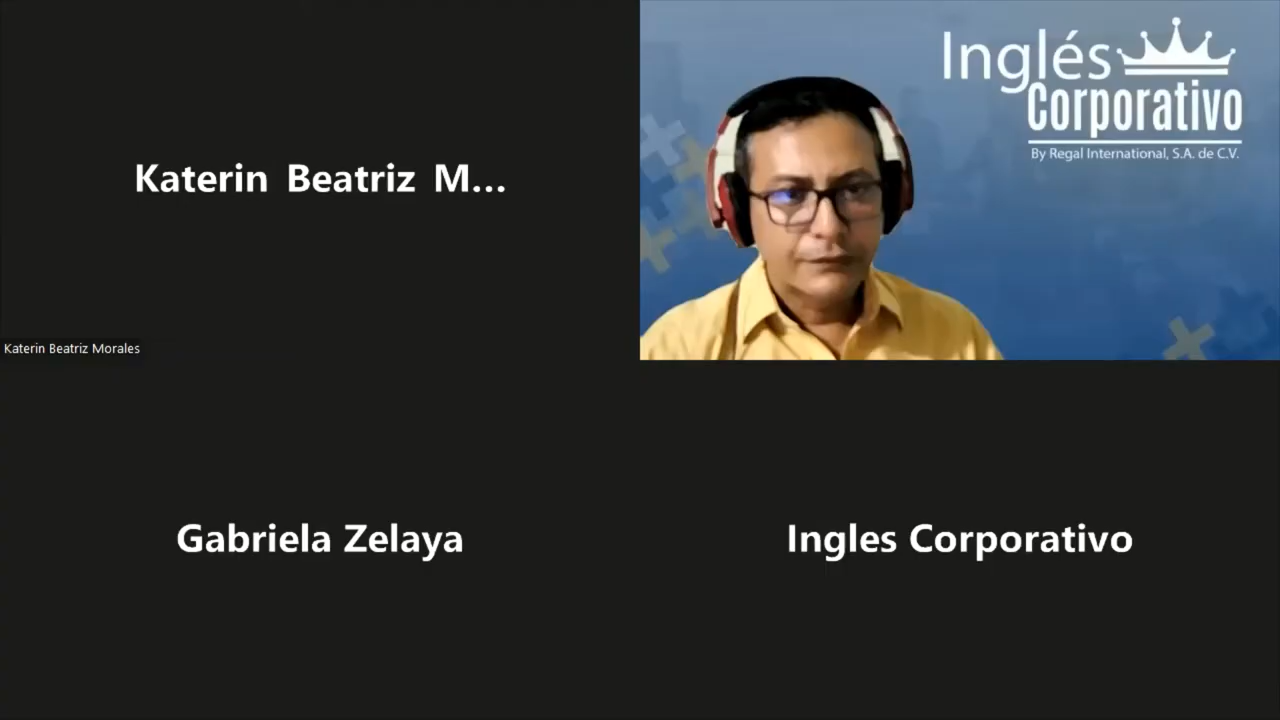 Katerin Beatriz M...
Inglés
Corporativo
By Regal International, S.A. de C.V.
Katerin Beatriz Morales
Gabriela Zelaya
Ingles Corporativo